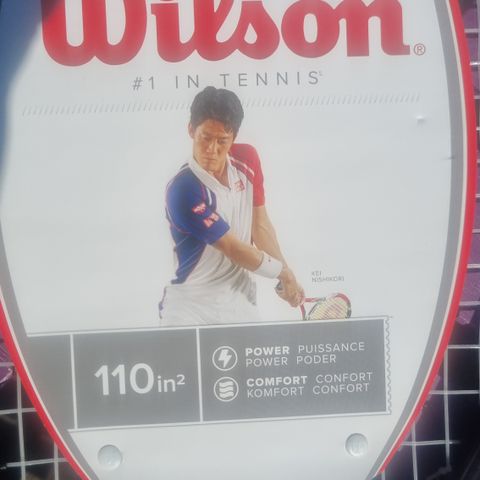 Wilson®
#1 IN TENNIS
KEI
NISHIKORI
110in²
POWER PUISSANCE
POWER PODER
COMFORT CONFORT
KOMFORT CONFORT